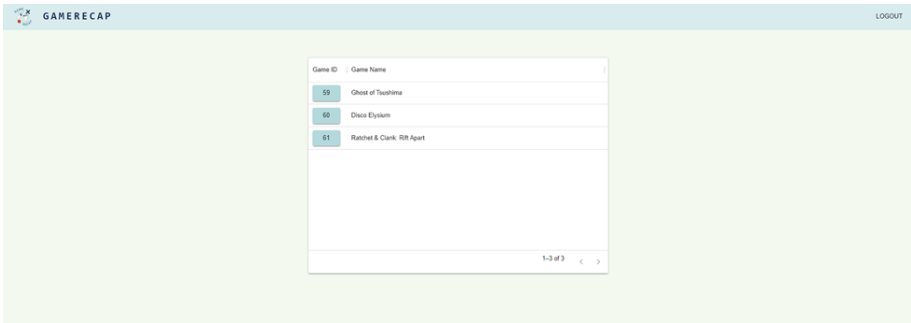 GAMERECAP
LOGOUT
Game ID
Game Name
59 Ghost of Tsushima
60 Disco Elysium
61 Ratchet & Clank: Rift Apart
1–3 of 3